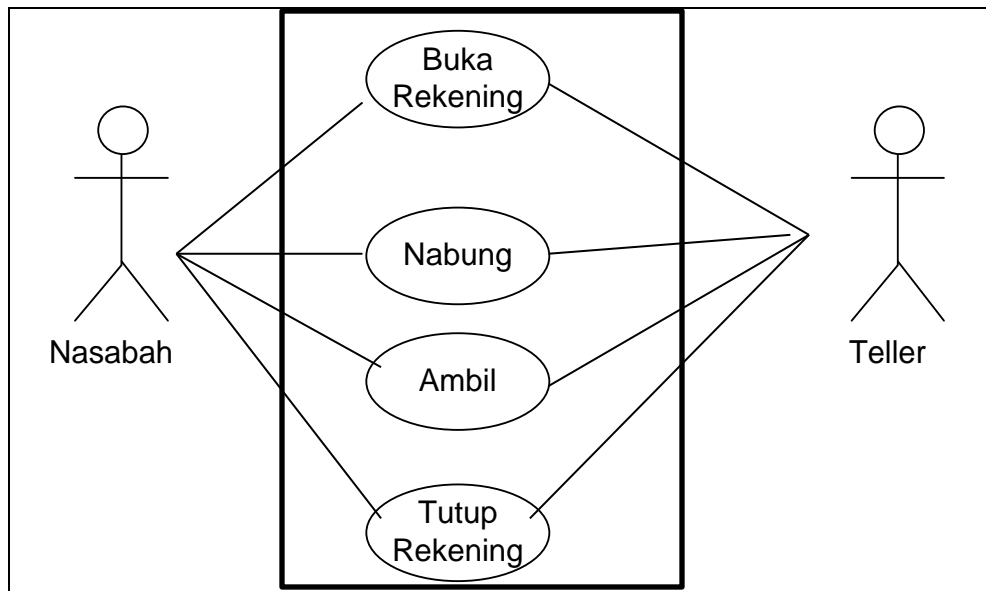 Buka
Rekening
Nabung
Nasabah
Teller
Ambil
Tutup
Rekening